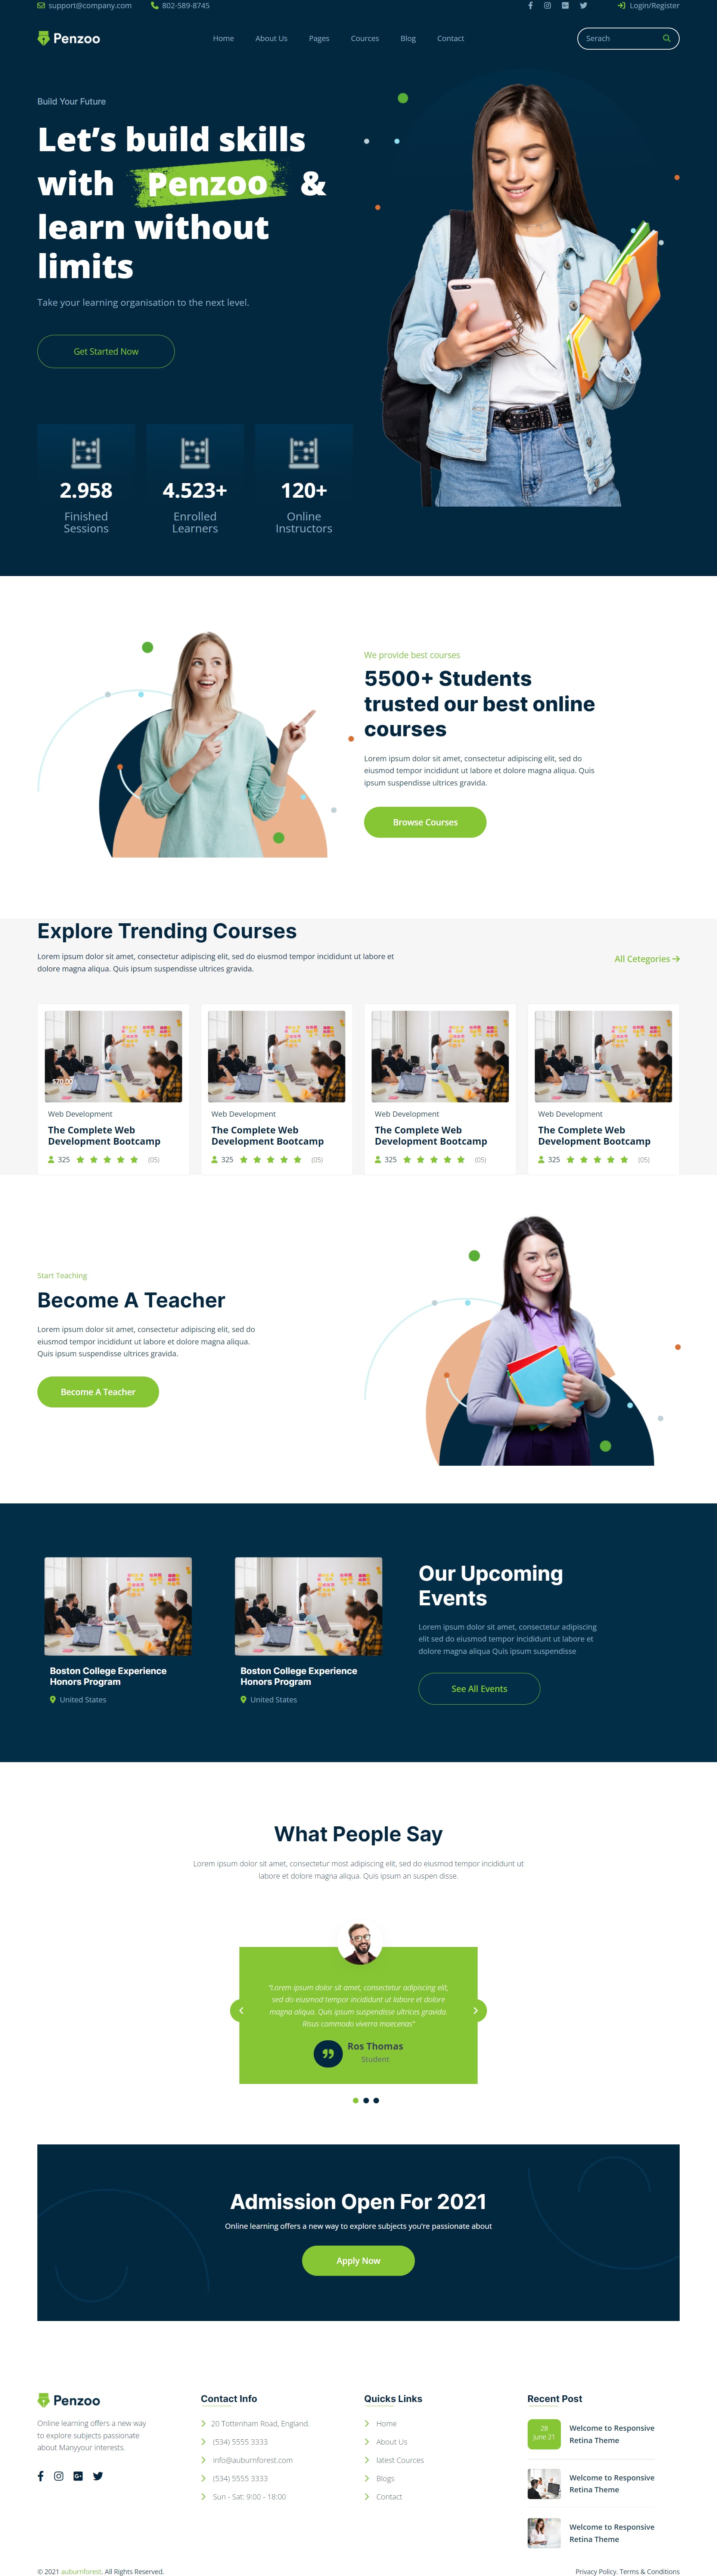 support@company.com 802-589-8745 Login/Register
Penzoo Home About Us Pages Cources Blog Contact Serach
Build Your Future
Let’s build skills
with Penzoo &
learn without
limits
Take your learning organisation to the next level.
Get Started Now
2.958 4.523+ 120+
Finished Enrolled Online
Sessions Learners Instructors
We provide best courses
5500+ Students
trusted our best online
courses
Lorem ipsum dolor sit amet, consectetur adipiscing elit, sed do
eiusmod tempor incididunt ut labore et dolore magna aliqua. Quis
ipsum suspendisse ultrices gravida.
Browse Courses
Explore Trending Courses
Lorem ipsum dolor sit amet, consectetur adipiscing elit, sed do eiusmod tempor incididunt ut labore et
dolore magna aliqua. Quis ipsum suspendisse ultrices gravida.
All Cetegories
$70.00
Web Development
The Complete Web
Development Bootcamp
325 (05)
Web Development
The Complete Web
Development Bootcamp
325 (05)
Web Development
The Complete Web
Development Bootcamp
325 (05)
Web Development
The Complete Web
Development Bootcamp
325 (05)
Start Teaching
Become A Teacher
Lorem ipsum dolor sit amet, consectetur adipiscing elit, sed do
eiusmod tempor incididunt ut labore et dolore magna aliqua.
Quis ipsum suspendisse ultrices gravida.
Become A Teacher
Boston College Experience
Honors Program
United States
Boston College Experience
Honors Program
United States
Our Upcoming
Events
Lorem ipsum dolor sit amet, consectetur adipiscing
elit sed do eiusmod tempor incididunt ut labore et
dolore magna aliqua Quis ipsum suspendisse
See All Events
What People Say
Lorem ipsum dolor sit amet, consectetur most adipiscing elit, sed do eiusmod tempor incididunt ut
labore et dolore magna aliqua. Quis ipsum an suspen disse.
“Lorem ipsum dolor sit amet, consectetur adipiscing elit,
sed do eiusmod tempor incididunt ut labore et dolore
magna aliqua. Quis ipsum suspendisse ultrices gravida.
Risus commodo viverra maecenas”
Ros Thomas
Student
Admission Open For 2021
Online learning offers a new way to explore subjects you're passionate about
Apply Now
Penzoo
Online learning offers a new way
to explore subjects passionate
about Manyyour interests.
Contact Info
20 Tottenham Road, England.
(534) 5555 3333
info@auburnforest.com
(534) 5555 3333
Sun - Sat: 9:00 - 18:00
Quicks Links
Home
About Us
latest Cources
Blogs
Contact
Recent Post
28
June 21
Welcome to Responsive
Retina Theme
Welcome to Responsive
Retina Theme
Welcome to Responsive
Retina Theme
© 2021 auburnforest. All Rights Reserved.
Privacy Policy. Terms & Conditions